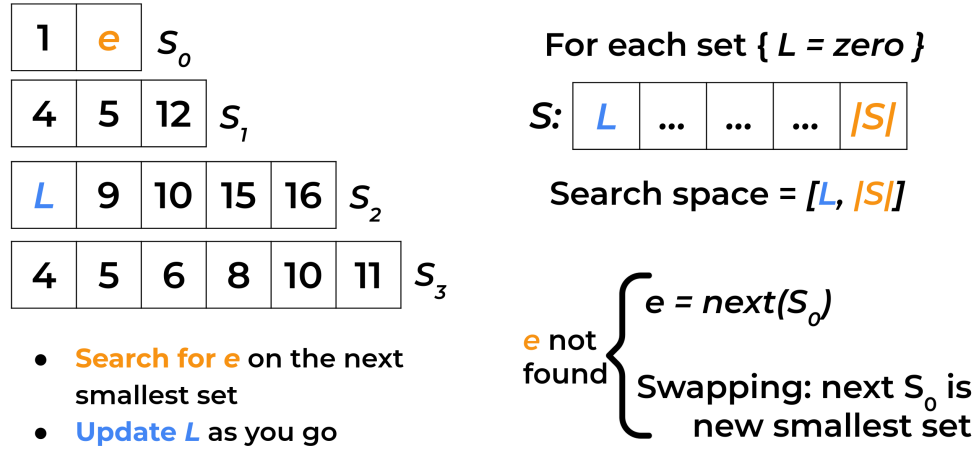 1 e S0
4 5 12 S1
L 9 10 15 16 S2
4 5 6 8 10 11 S3
● Search for e on the next
smallest set
● Update L as you go
For each set { L = zero }
S: L ... ... ... |S|
Search space = [L, |S|]
e not
found
e = next(S0)
Swapping: next S0 is
new smallest set